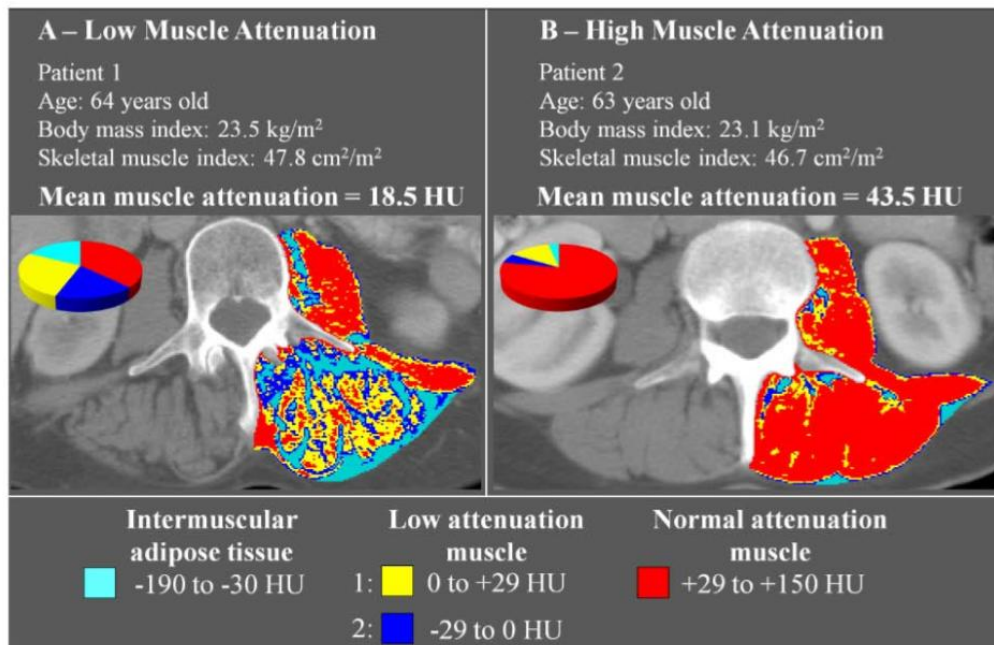 A – Low Muscle Attenuation
Patient 1
Age: 64 years old
Body mass index: 23.5 kg/m²
Skeletal muscle index: 47.8 cm²/m²
Mean muscle attenuation = 18.5 HU
B – High Muscle Attenuation
Patient 2
Age: 63 years old
Body mass index: 23.1 kg/m²
Skeletal muscle index: 46.7 cm²/m²
Mean muscle attenuation = 43.5 HU
Intermuscular
adipose tissue
-190 to -30 HU
Low attenuation
muscle
1: 0 to +29 HU
2: -29 to 0 HU
Normal attenuation
muscle
+29 to +150 HU